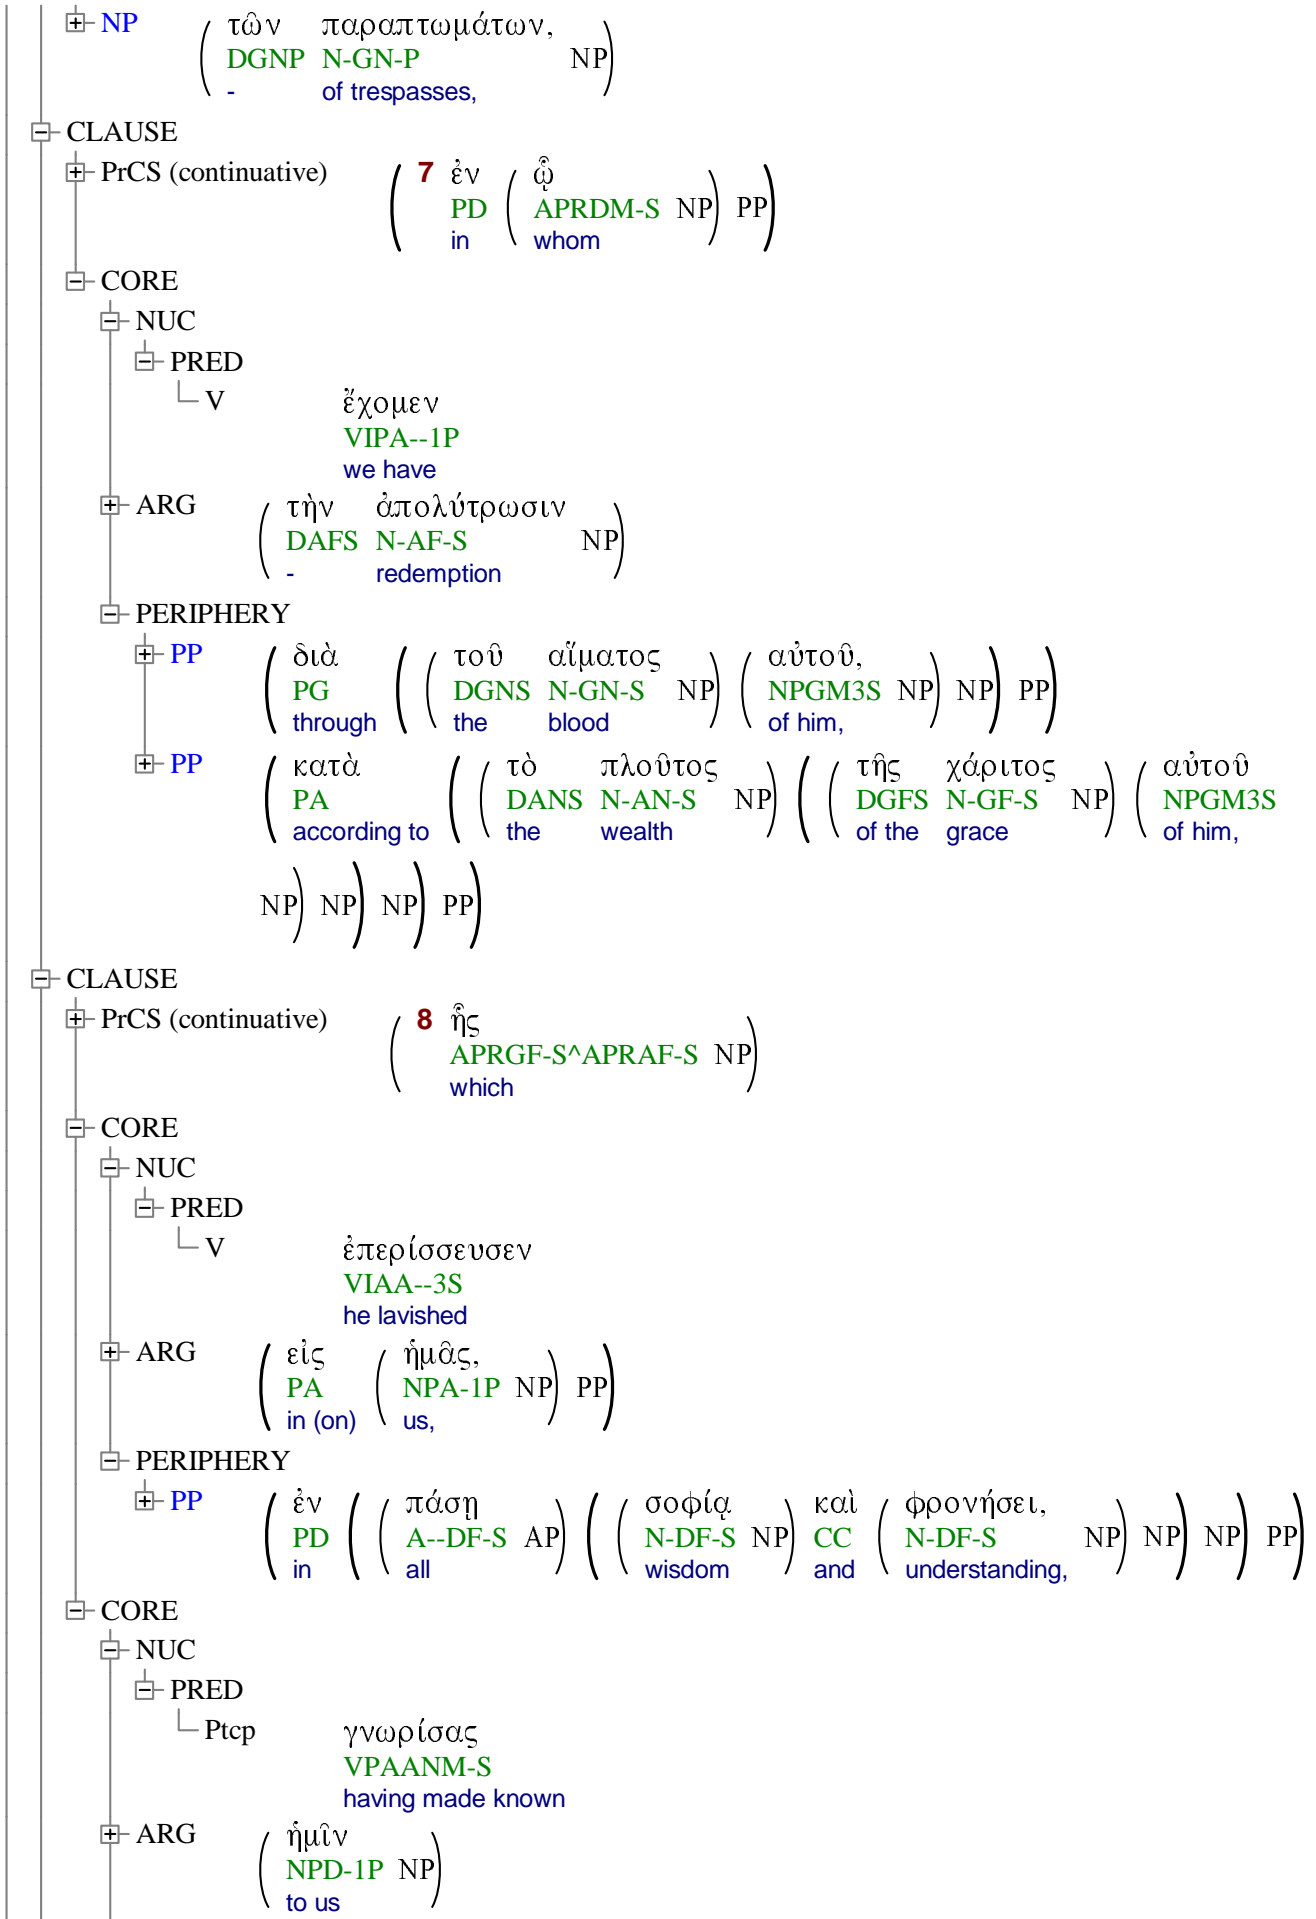 NP ( τῶν παραπτωμάτων,
DGNP N-GN-P NP)
- of trespasses,
CLAUSE
PrCS (continuative) ( 7 ἐν ( ᾧ
PD APRDM-S NP) PP)
in whom
CORE
NUC
PRED
V ἔχομεν
VIPA--1P
we have
ARG ( τὴν ἀπολύτρωσιν
DAFS N-AF-S NP)
- redemption
PERIPHERY
PP ( διὰ ( ( τοῦ αἵματος ( αὐτοῦ,
PG DGNS N-GN-S NP) NPGM3S NP) NP) PP)
through the blood of him,
PP ( κατὰ ( ( τὸ πλοῦτος ( ( τῆς χάριτος ( αὐτοῦ
PA DANS N-AN-S NP) DGFS N-GF-S NP) NPGM3S
according to the wealth of the grace of him,
NP) NP) NP) PP)
CLAUSE
PrCS (continuative) ( 8 ἧς
APRGF-S^APRAF-S NP)
which
CORE
NUC
PRED
V ἐπερίσσευσεν
VIAA--3S
he lavished
ARG ( εἰς ( ἡμᾶς,
PA NPA-1P NP) PP)
in (on) us,
PERIPHERY
PP ( ἐν ( ( πάσῃ ( ( σοφίᾳ καὶ ( φρονήσει,
PD A--DF-S AP) N-DF-S NP) CC N-DF-S NP) NP) NP) PP)
in all wisdom and understanding,
CORE
NUC
PRED
Ptcp γνωρίσας
VPAANM-S
having made known
ARG ( ἡμῖν
NPD-1P NP)
to us